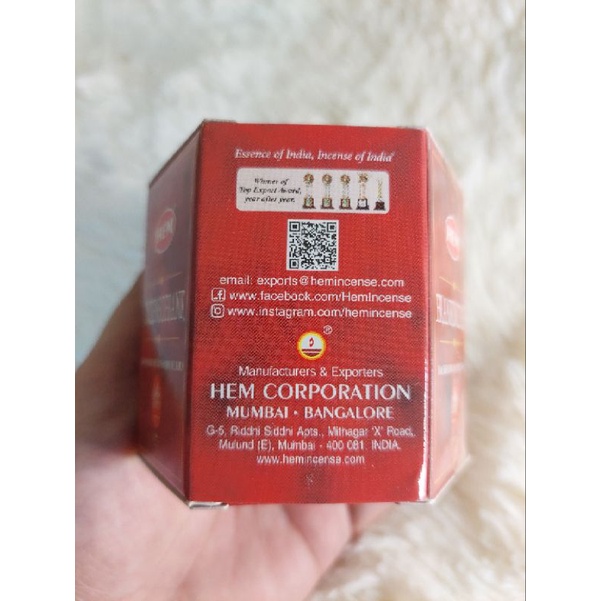 Essence of India, Incense of India
Winner of
Top Export Award,
year after year.
email: exports@hemincense.com
www.facebook.com/HemIncense
www.instagram.com/hemincense
®
Manufacturers & Exporters
HEM CORPORATION
MUMBAI • BANGALORE
G-5, Riddhi Siddhi Apts., Mithagar 'X' Road,
Mulund (E), Mumbai - 400 081. INDIA.
www.hemincense.com
HEM